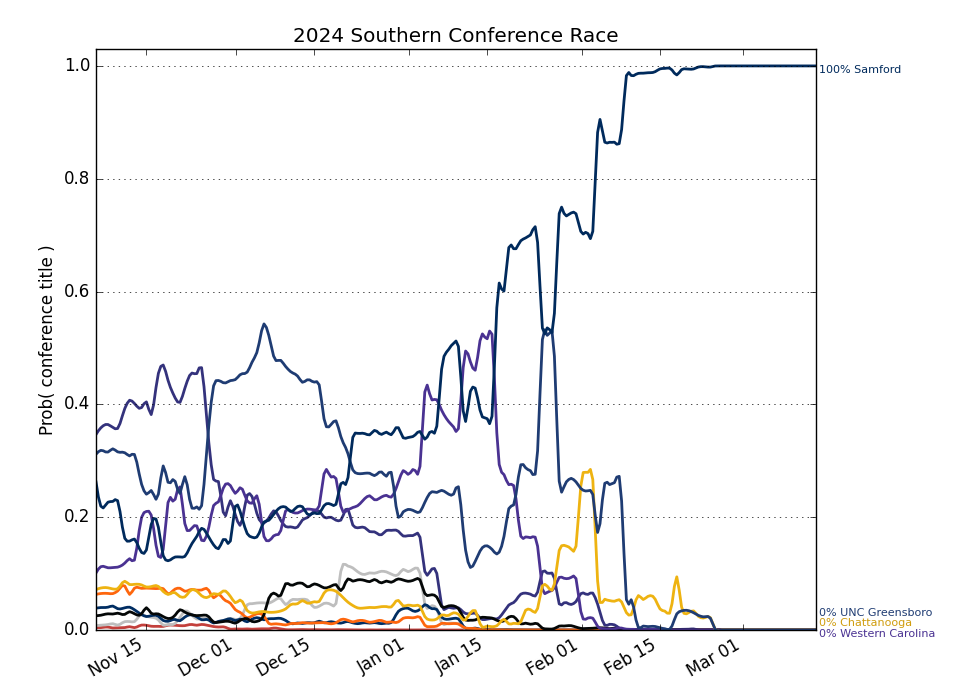 2024 Southern Conference Race
Prob( conference title )
1.0
0.8
0.6
0.4
0.2
0.0
Nov 15
Dec 01
Dec 15
Jan 01
Jan 15
Feb 01
Feb 15
Mar 01
100% Samford
0% UNC Greensboro
0% Chattanooga
0% Western Carolina